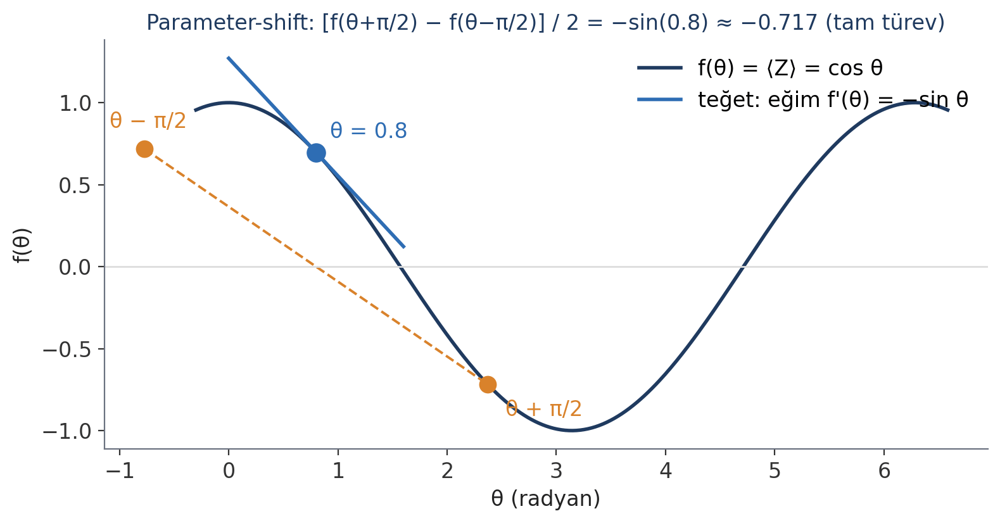 Parameter-shift: [f(θ+π/2) − f(θ−π/2)] / 2 = −sin(0.8) ≈ −0.717 (tam türev)
f(θ) = ⟨Z⟩ = cos θ
teğet: eğim f'(θ) = −sin θ
θ − π/2
θ = 0.8
θ + π/2
f(θ)
1.0
0.5
0.0
−0.5
−1.0
−1 0 1 2 3 4 5 6
θ (radyan)